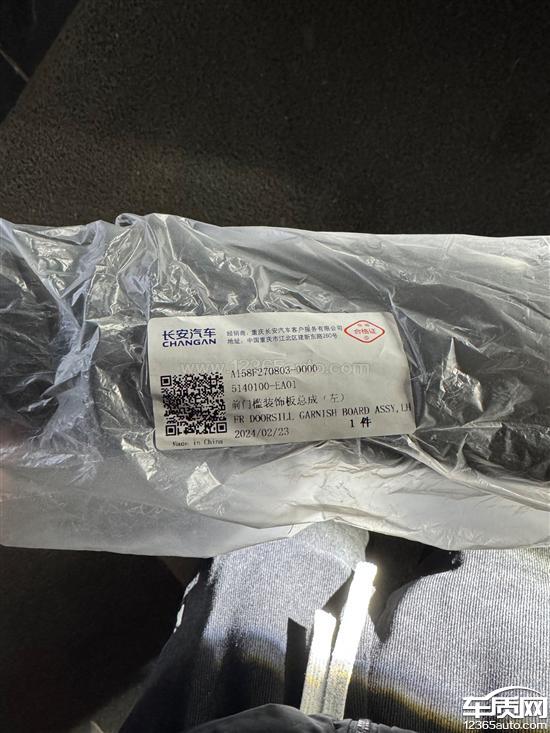 长安汽车
CHANGAN
经销商：重庆长安汽车客户服务有限公司
地址：中国重庆市江北区建新东路260号
合格证
A158F270803-0000
5140100-EA01
前门槛装饰板总成（左）
FR DOORSILL GARNISH BOARD ASSY,LH
2024/02/23
1 件
Made in China
www.12365auto.com
车质网
12365auto.com